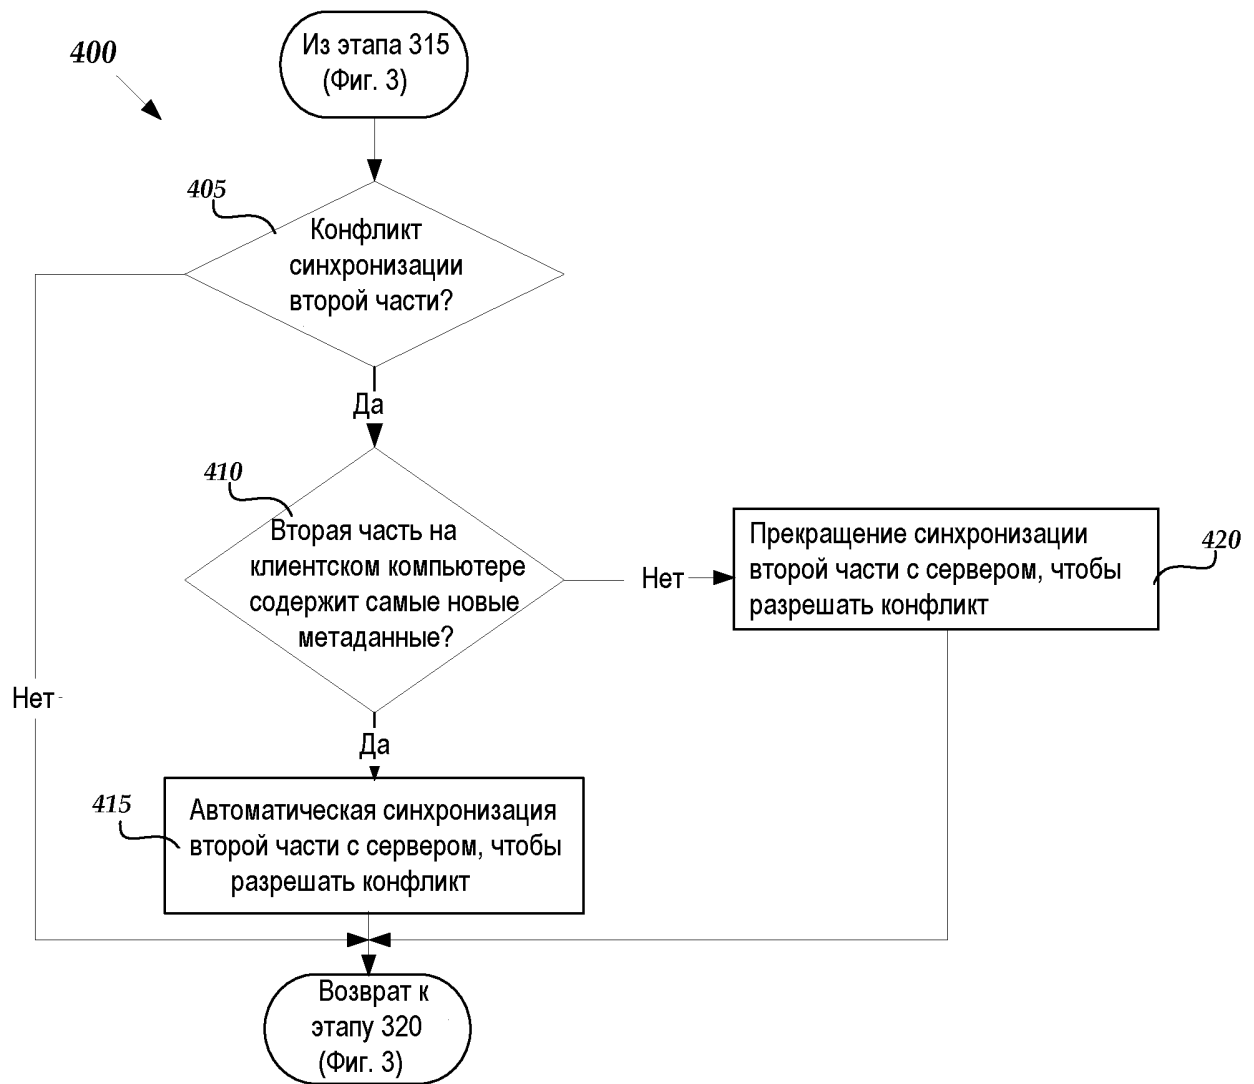 400
Из этапа 315
(Фиг. 3)
405
Конфликт
синхронизации
второй части?
Да
410
Вторая часть на
клиентском компьютере
содержит самые новые
метаданные?
Нет
Прекращение синхронизации
второй части с сервером, чтобы
разрешать конфликт
420
Нет
Да
415
Автоматическая синхронизация
второй части с сервером, чтобы
разрешать конфликт
Возврат к
этапу 320
(Фиг. 3)